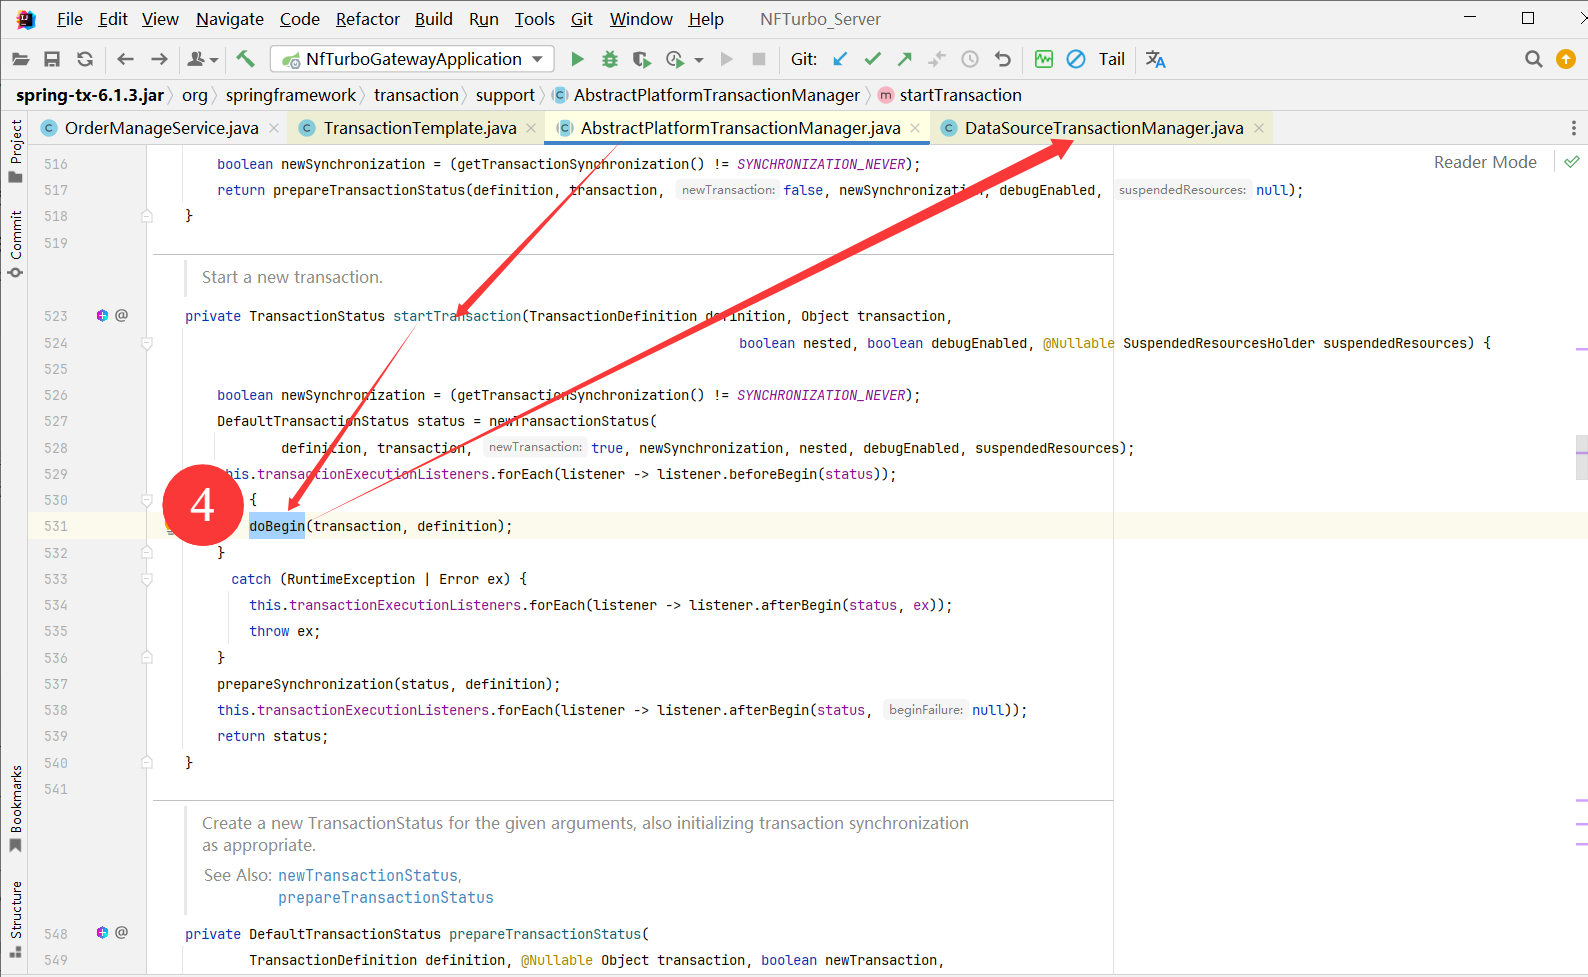 File Edit View Navigate Code Refactor Build Run Tools Git Window Help NFTurbo_Server
NfTurboGatewayApplication Git: Tail
spring-tx-6.1.3.jar org springframework transaction support AbstractPlatformTransactionManager startTransaction
OrderManageService.java TransactionTemplate.java AbstractPlatformTransactionManager.java DataSourceTransactionManager.java
Project
Commit
Bookmarks
Structure
Reader Mode
516 boolean newSynchronization = (getTransactionSynchronization() != SYNCHRONIZATION_NEVER);
517 return prepareTransactionStatus(definition, transaction, newTransaction: false, newSynchronization, debugEnabled, suspendedResources: null);
518 }
519
Start a new transaction.
523 @ private TransactionStatus startTransaction(TransactionDefinition definition, Object transaction,
524 boolean nested, boolean debugEnabled, @Nullable SuspendedResourcesHolder suspendedResources) {
525
526 boolean newSynchronization = (getTransactionSynchronization() != SYNCHRONIZATION_NEVER);
527 DefaultTransactionStatus status = newTransactionStatus(
528 definition, transaction, newTransaction: true, newSynchronization, nested, debugEnabled, suspendedResources);
529 this.transactionExecutionListeners.forEach(listener -> listener.beforeBegin(status));
530 {
4
531 doBegin(transaction, definition);
532 }
533 catch (RuntimeException | Error ex) {
534 this.transactionExecutionListeners.forEach(listener -> listener.afterBegin(status, ex));
535 throw ex;
536 }
537 prepareSynchronization(status, definition);
538 this.transactionExecutionListeners.forEach(listener -> listener.afterBegin(status, beginFailure: null));
539 return status;
540 }
541
Create a new TransactionStatus for the given arguments, also initializing transaction synchronization
as appropriate.
See Also: newTransactionStatus,
prepareTransactionStatus
548 @ private DefaultTransactionStatus prepareTransactionStatus(
549 TransactionDefinition definition, @Nullable Object transaction, boolean newTransaction,